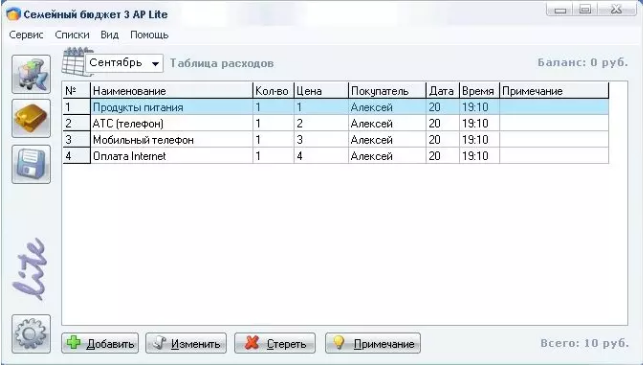 Семейный бюджет 3 AP Lite
Сервис Списки Вид Помощь
Сентябрь Таблица расходов Баланс: 0 руб.
№ Наименование Кол-во Цена Покупатель Дата Время Примечание
1 Продукты питания 1 1 Алексей 20 19:10
2 АТС (телефон) 1 2 Алексей 20 19:10
3 Мобильный телефон 1 3 Алексей 20 19:10
4 Оплата Internet 1 4 Алексей 20 19:10
lite
Добавить Изменить Стереть Примечание Всего: 10 руб.